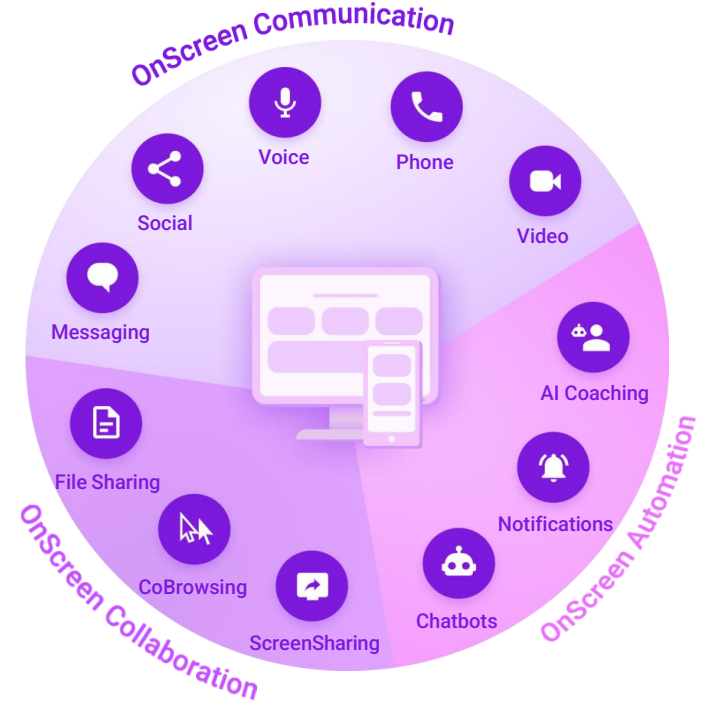 OnScreen Communication
Voice
Phone
Social
Video
Messaging
AI Coaching
File Sharing
Notifications
CoBrowsing
Chatbots
ScreenSharing
OnScreen Collaboration
OnScreen Automation